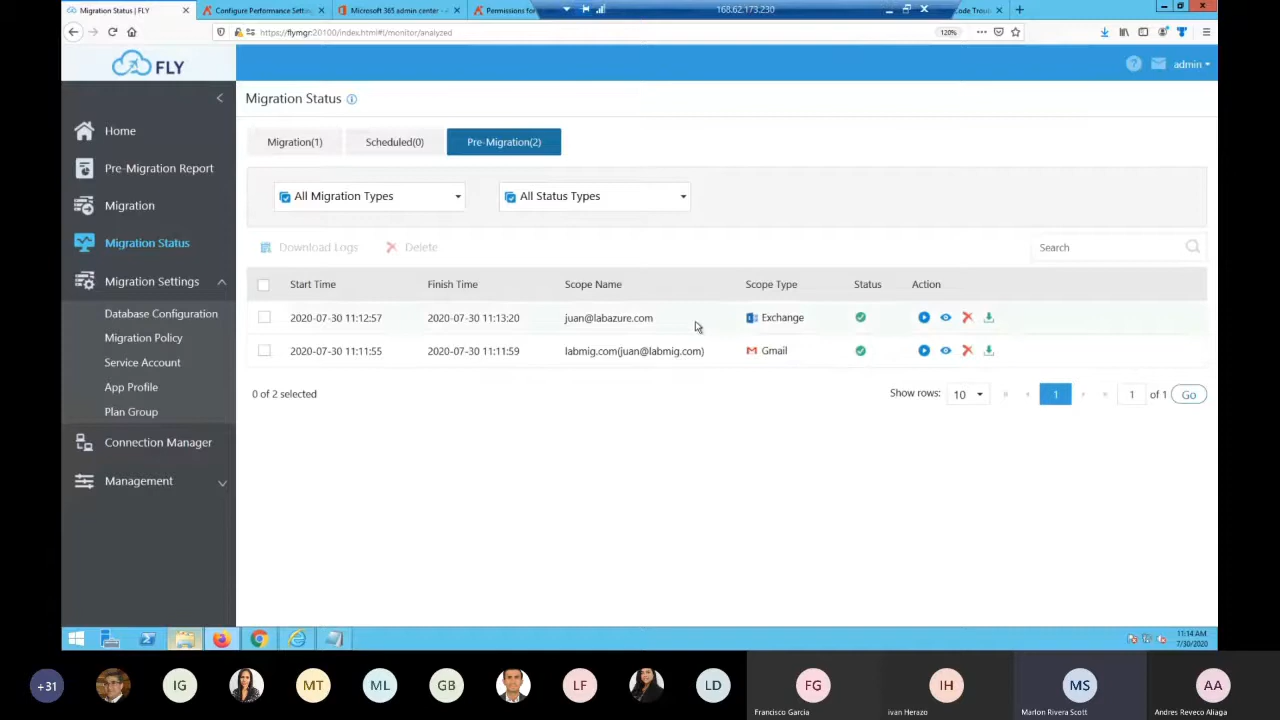 Migration Status | FLY
Configure Performance Setti
Microsoft 365 admin center - 
Permissions for
168.62.173.230
https://flymgr:20100/index.html#!/monitor/analyzed
120%
FLY
admin
Home
Pre-Migration Report
Migration
Migration Status
Migration Settings
Database Configuration
Migration Policy
Service Account
App Profile
Plan Group
Connection Manager
Management
Migration Status
Migration(1) Scheduled(0) Pre-Migration(2)
All Migration Types All Status Types
Download Logs Delete Search
Start Time Finish Time Scope Name Scope Type Status Action
2020-07-30 11:12:57 2020-07-30 11:13:20 juan@labazure.com Exchange
2020-07-30 11:11:55 2020-07-30 11:11:59 labmig.com(juan@labmig.com) Gmail
0 of 2 selected Show rows: 10 1 1 of 1 Go
11:14 AM
7/30/2020
+31 IG MT ML GB LF LD FG IH MS AA
Francisco Garcia ivan Herazo Marlon Rivera Scott Andres Reveco Aliaga